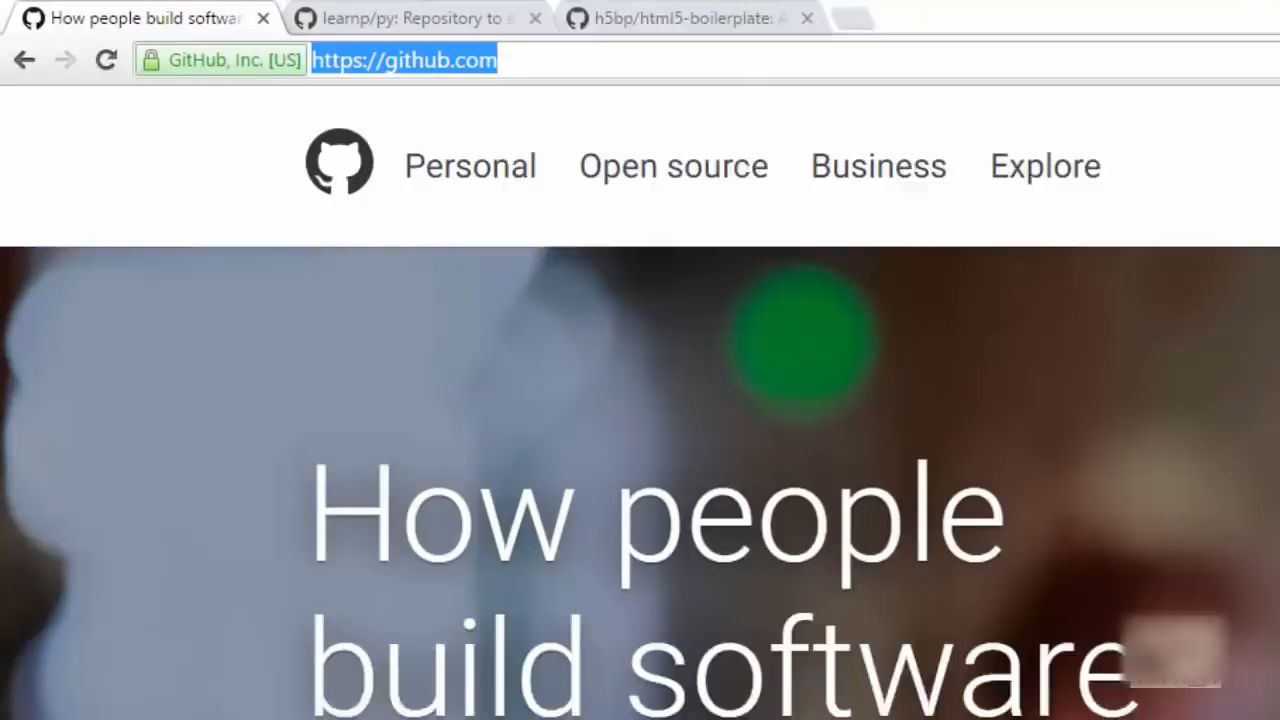 How people build softwar
learnp/py: Repository to s
h5bp/html5-boilerplate: A
GitHub, Inc. [US] https://github.com
Personal Open source Business Explore
How people
build software